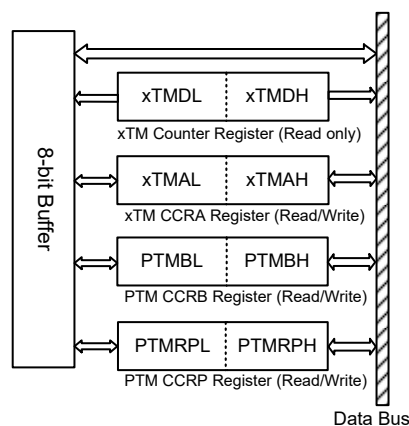 8-bit Buffer
xTMDL xTMDH
xTM Counter Register (Read only)
xTMAL xTMAH
xTM CCRA Register (Read/Write)
PTMBL PTMBH
PTM CCRB Register (Read/Write)
PTMRPL PTMRPH
PTM CCRP Register (Read/Write)
Data Bus